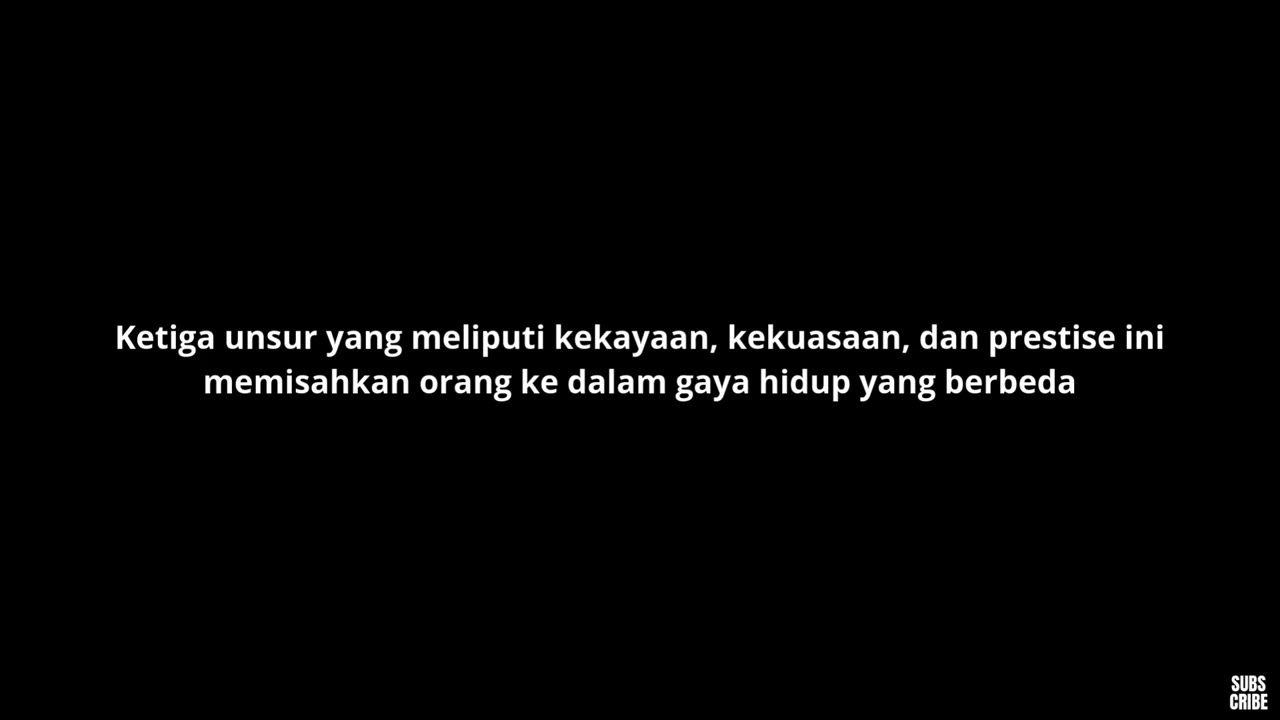 Ketiga unsur yang meliputi kekayaan, kekuasaan, dan prestise ini
memisahkan orang ke dalam gaya hidup yang berbeda
SUBS
CRIBE